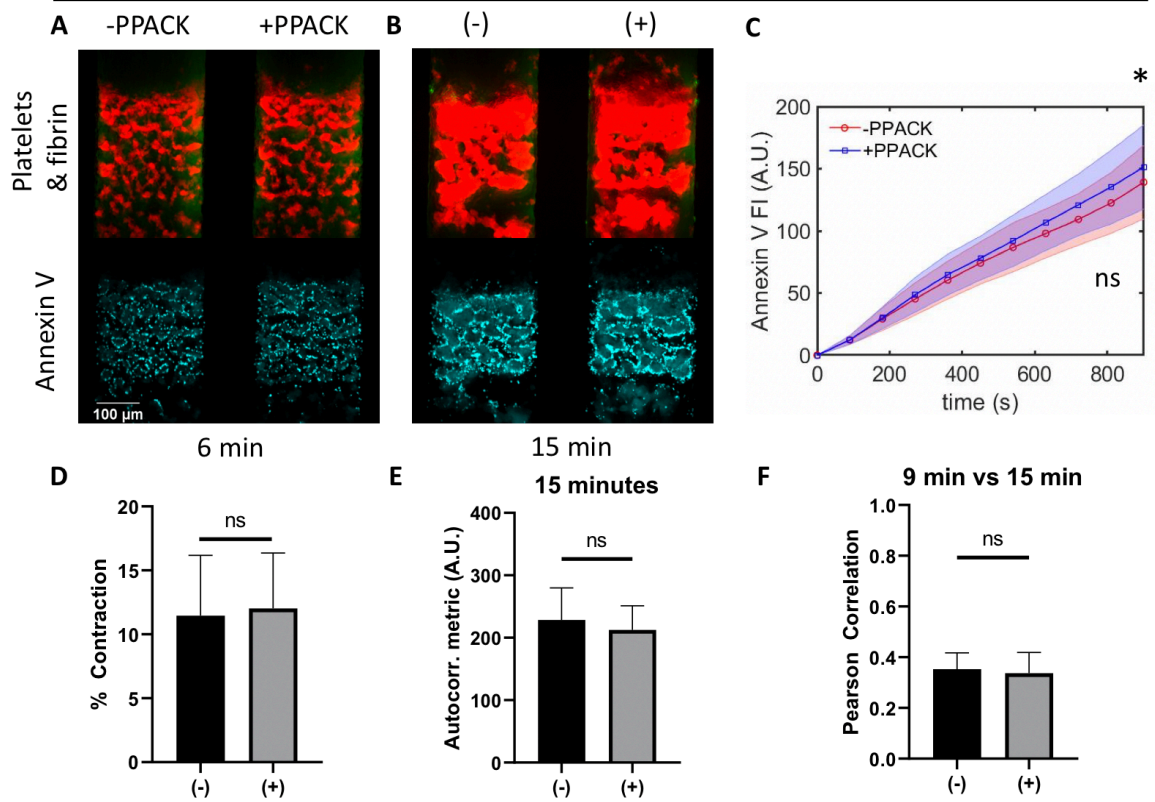 A
-PPACK
+PPACK
B
(-)
(+)
C
Platelets
& fibrin
Annexin V
100 µm
6 min
15 min
*
Annexin V FI (A.U.)
200
150
100
50
0
-PPACK
+PPACK
ns
0
200
400
600
800
time (s)
D
% Contraction
20
15
10
5
0
ns
(-)
(+)
E
15 minutes
Autocorr. metric (A.U.)
400
300
200
100
0
ns
(-)
(+)
F
9 min vs 15 min
Pearson Correlation
1.0
0.8
0.6
0.4
0.2
0.0
ns
(-)
(+)